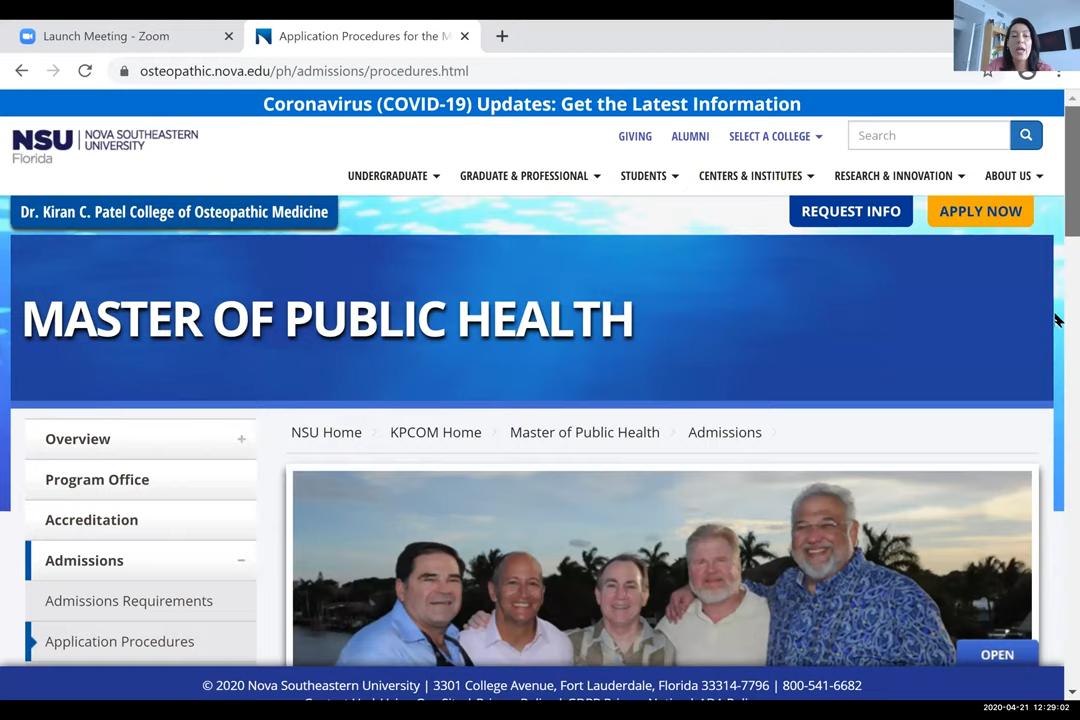 Launch Meeting - Zoom
Application Procedures for the M
osteopathic.nova.edu/ph/admissions/procedures.html
Coronavirus (COVID-19) Updates: Get the Latest Information
NSU Florida
NOVA SOUTHEASTERN UNIVERSITY
GIVING ALUMNI SELECT A COLLEGE Search
UNDERGRADUATE GRADUATE & PROFESSIONAL STUDENTS CENTERS & INSTITUTES RESEARCH & INNOVATION ABOUT US
Dr. Kiran C. Patel College of Osteopathic Medicine
REQUEST INFO APPLY NOW
MASTER OF PUBLIC HEALTH
NSU Home KPCOM Home Master of Public Health Admissions
Overview
Program Office
Accreditation
Admissions
Admissions Requirements
Application Procedures
OPEN
© 2020 Nova Southeastern University | 3301 College Avenue, Fort Lauderdale, Florida 33314-7796 | 800-541-6682
2020-04-21 12:29:02